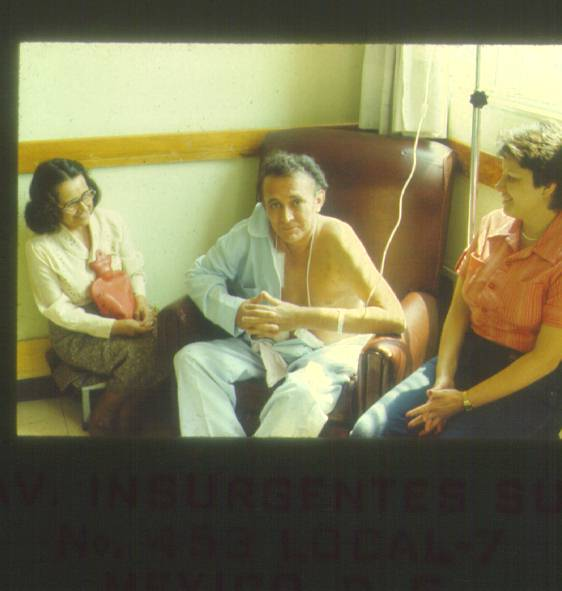 AV. INSURGENTES SU
No. 453 LOCAL-7
MEXICO, D. F.